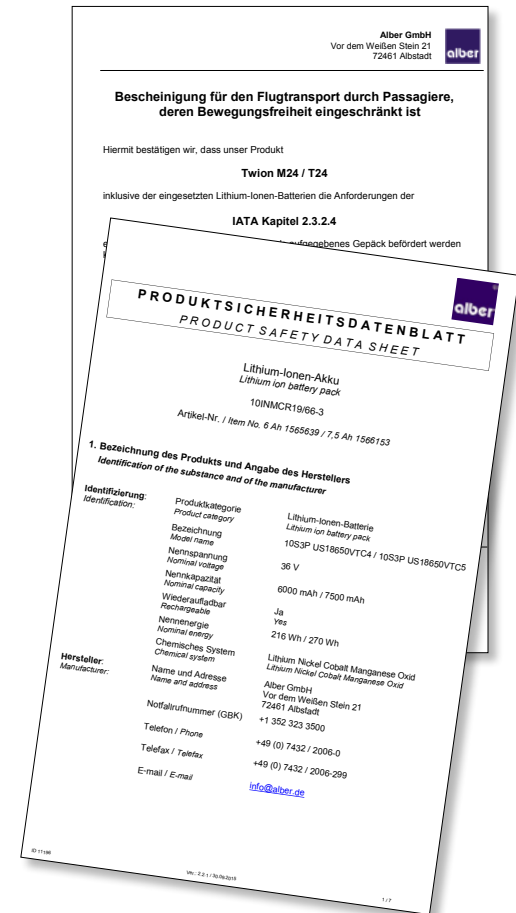 Alber GmbH
Vor dem Weißen Stein 21
72461 Albstadt
alber
Bescheinigung für den Flugtransport durch Passagiere,
deren Bewegungsfreiheit eingeschränkt ist
Hiermit bestätigen wir, dass unser Produkt
Twion M24 / T24
inklusive der eingesetzten Lithium-Ionen-Batterien die Anforderungen der
IATA Kapitel 2.3.2.4
aufgegebenes Gepäck befördert werden
alber
PRODUKTSICHERHEITSDATENBLATT
PRODUCT SAFETY DATA SHEET
Lithium-Ionen-Akku
Lithium ion battery pack
10INMCR19/66-3
Artikel-Nr. / Item No. 6 Ah 1565639 / 7,5 Ah 1566153
1. Bezeichnung des Produkts und Angabe des Herstellers
Identification of the substance and of the manufacturer
Identifizierung: Produktkategorie Lithium-Ionen-Batterie
Identification: Product category Lithium ion battery pack
Bezeichnung 10S3P US18650VTC4 / 10S3P US18650VTC5
Model name
Nennspannung 36 V
Nominal voltage
Nennkapazität 6000 mAh / 7500 mAh
Nominal capacity
Wiederaufladbar Ja
Rechargeable Yes
Nennenergie 216 Wh / 270 Wh
Nominal energy
Chemisches System Lithium Nickel Cobalt Manganese Oxid
Chemical system Lithium Nickel Cobalt Manganese Oxid
Hersteller: Name und Adresse Alber GmbH
Manufacturer: Name and address Vor dem Weißen Stein 21
72461 Albstadt
Notfallrufnummer (GBK) +1 352 323 3500
Telefon / Phone +49 (0) 7432 / 2006-0
Telefax / Telefax +49 (0) 7432 / 2006-299
E-mail / E-mail info@alber.de
ID 11198
Ver.: 2.2.1 / 30.09.2015
1 / 7